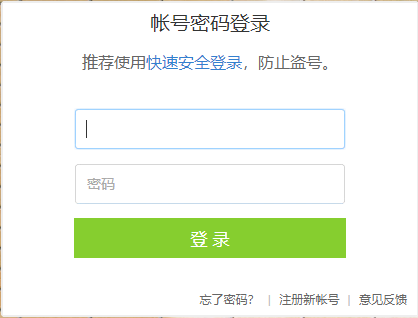 帐号密码登录
推荐使用快速安全登录，防止盗号。
密码
登 录
忘了密码？ | 注册新帐号 | 意见反馈